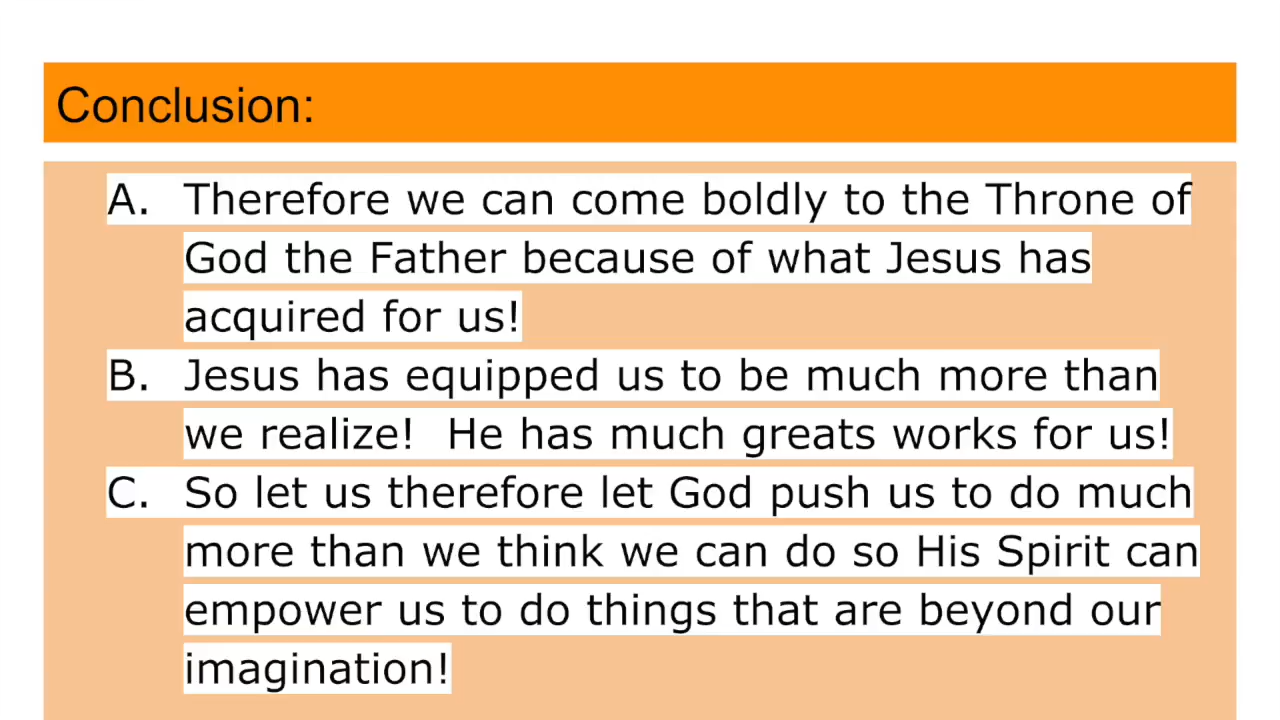 Conclusion:
A. Therefore we can come boldly to the Throne of
God the Father because of what Jesus has
acquired for us!
B. Jesus has equipped us to be much more than
we realize!  He has much greats works for us!
C. So let us therefore let God push us to do much
more than we think we can do so His Spirit can
empower us to do things that are beyond our
imagination!